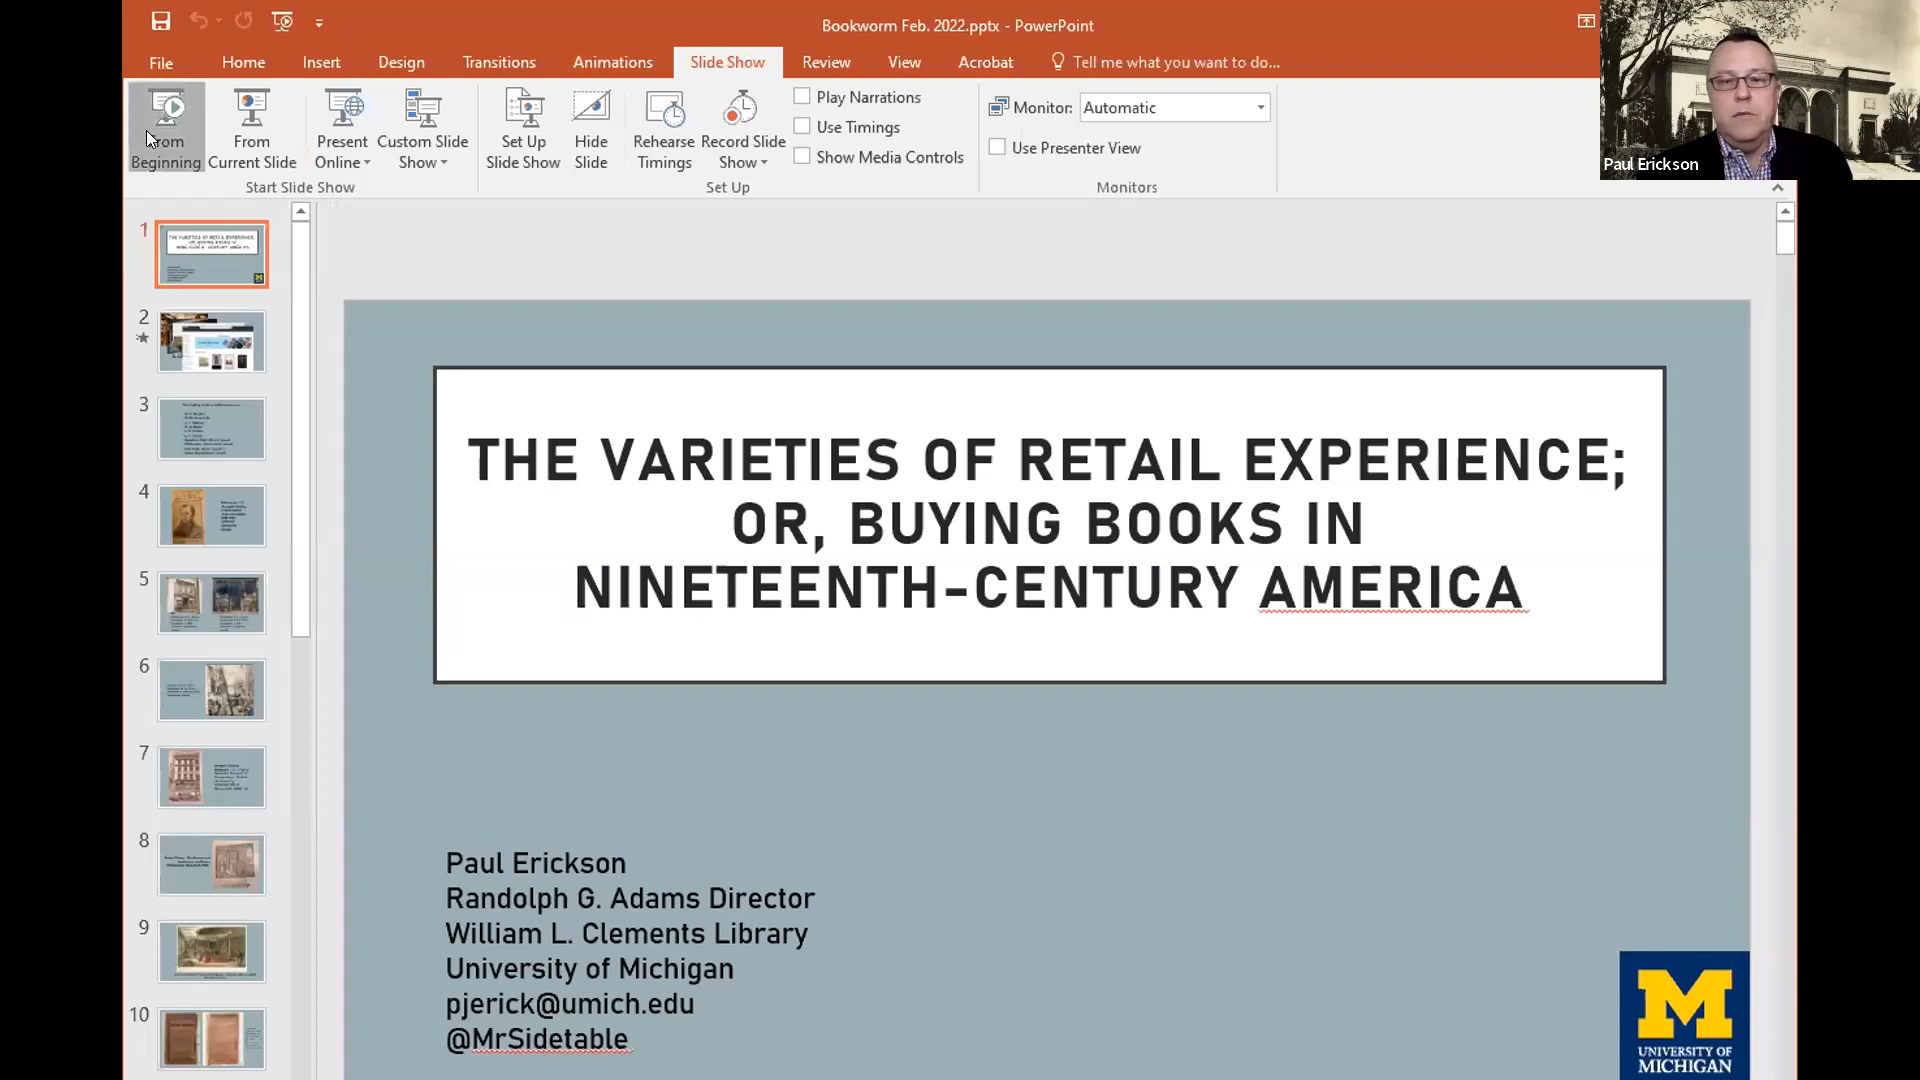 Bookworm Feb. 2022.pptx - PowerPoint
File Home Insert Design Transitions Animations Slide Show Review View Acrobat Tell me what you want to do...
From Beginning
From Current Slide
Present Online
Custom Slide Show
Set Up Slide Show
Hide Slide
Rehearse Timings
Record Slide Show
Play Narrations
Use Timings
Show Media Controls
Monitor: Automatic
Use Presenter View
Start Slide Show
Set Up
Monitors
Paul Erickson
1
2
3
4
5
6
7
8
9
10
THE VARIETIES OF RETAIL EXPERIENCE;
OR, BUYING BOOKS IN
NINETEENTH-CENTURY AMERICA
Paul Erickson
Randolph G. Adams Director
William L. Clements Library
University of Michigan
pjerick@umich.edu
@MrSidetable
M
UNIVERSITY OF
MICHIGAN